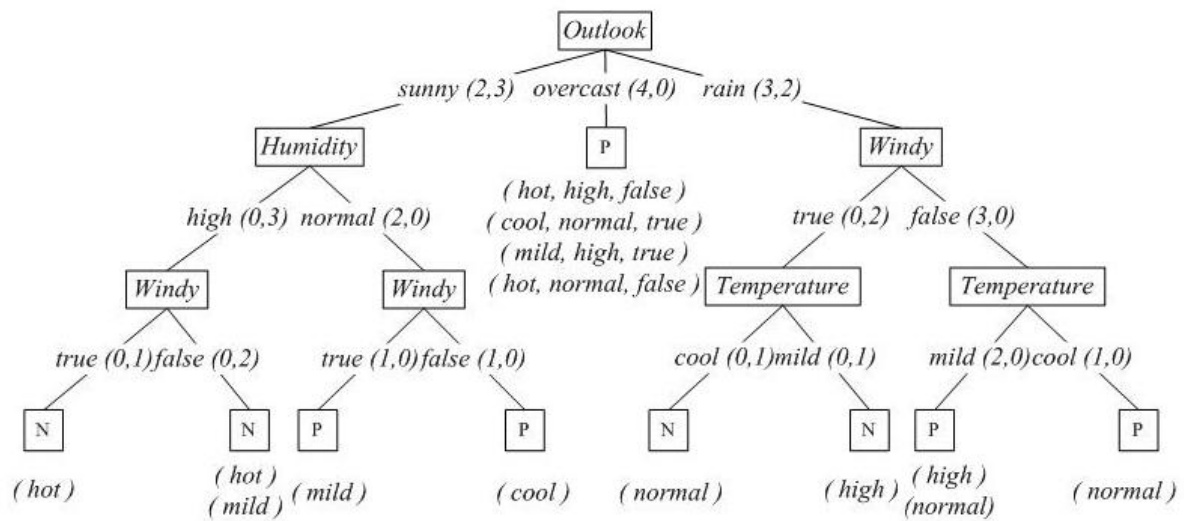 Outlook
sunny (2,3) overcast (4,0) rain (3,2)
Humidity P Windy
( hot, high, false )
( cool, normal, true )
( mild, high, true )
( hot, normal, false )
high (0,3) normal (2,0) true (0,2) false (3,0)
Windy Windy Temperature Temperature
true (0,1) false (0,2) true (1,0) false (1,0) cool (0,1) mild (0,1) mild (2,0) cool (1,0)
N N P P N N P P
( hot ) ( hot ) ( mild ) ( cool ) ( normal ) ( high ) ( high ) ( normal )
( mild ) (normal)